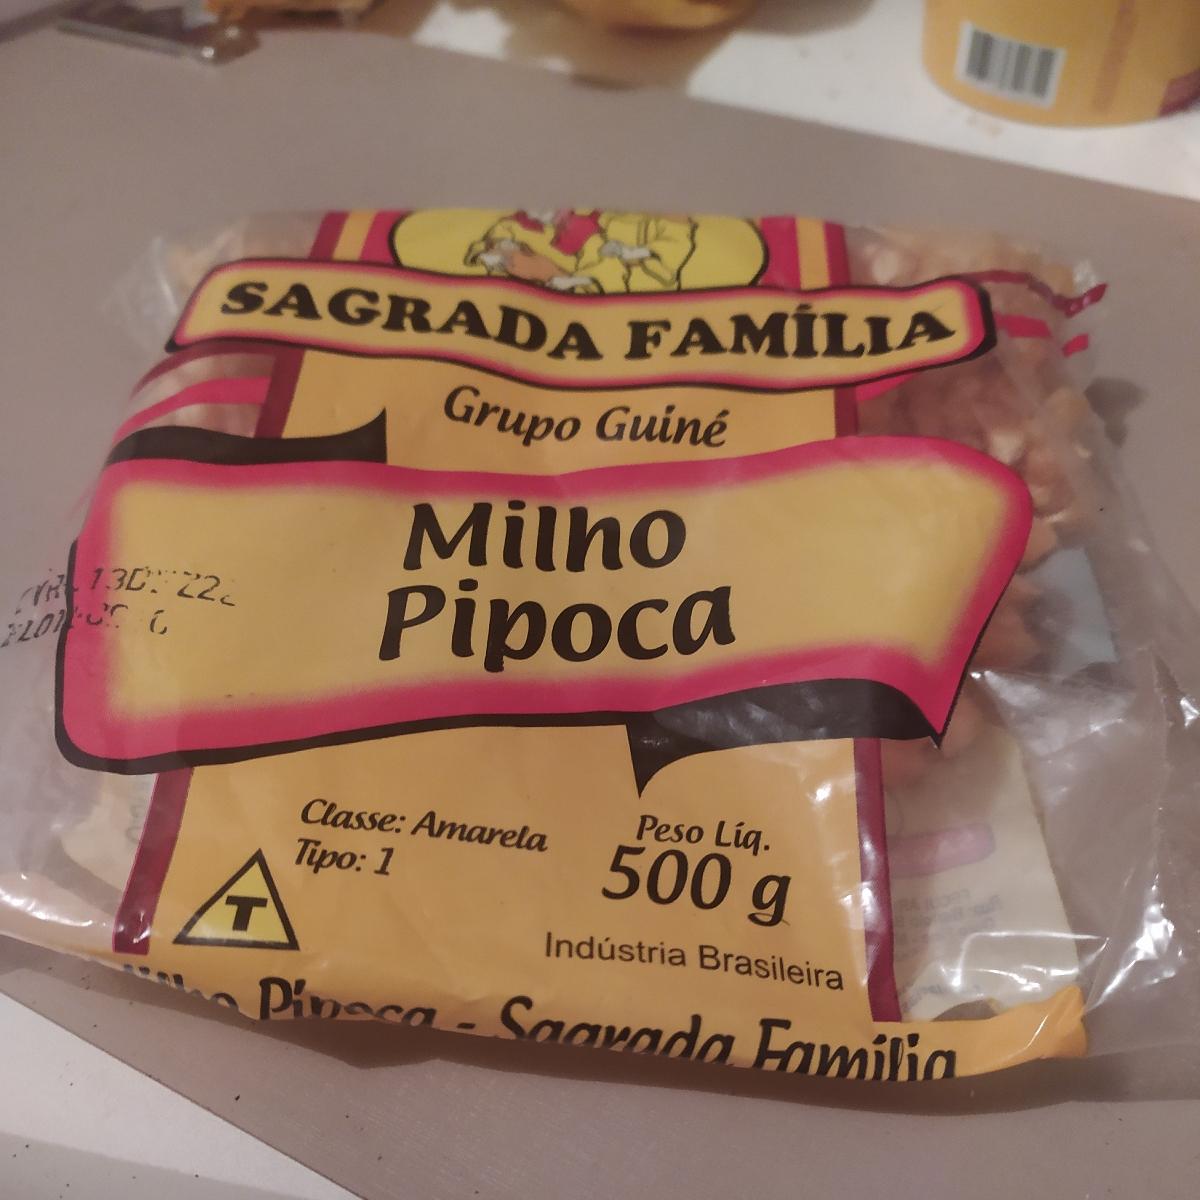 SAGRADA FAMÍLIA
Grupo Guiné
Milho
Pipoca
Classe: Amarela
Tipo: 1
Peso Líq.
500 g
T
Indústria Brasileira
Pipoca - Sagrada Família